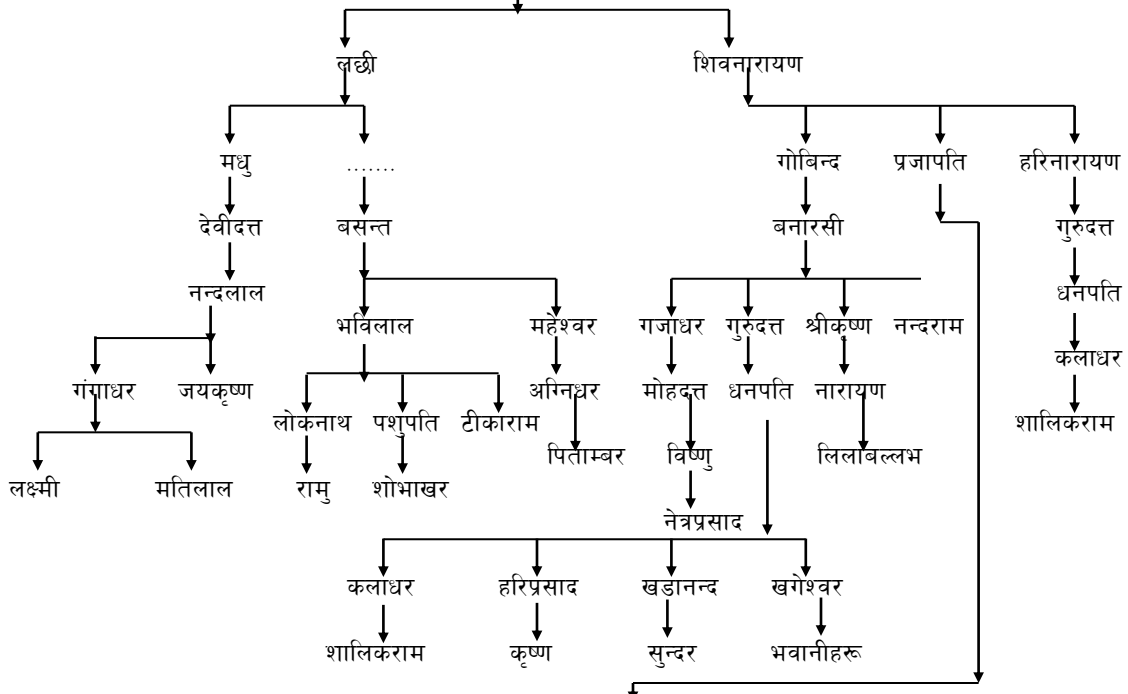 लछी शिवनारायण
मधु ....... गोबिन्द प्रजापति हरिनारायण
देवीदत्त बसन्त बनारसी गुरुदत्त
नन्दलाल धनपति
भविलाल महेश्वर गजाधर गुरुदत्त श्रीकृष्ण नन्दराम
कलाधर
गंगाधर जयकृष्ण अग्निधर मोहदत्त धनपति नारायण
लोकनाथ पशुपति टीकाराम शालिकराम
पिताम्बर विष्णु लिलाबल्लभ
लक्ष्मी मतिलाल रामु शोभाखर
नेत्रप्रसाद
कलाधर हरिप्रसाद खडानन्द खगेश्वर
शालिकराम कृष्ण सुन्दर भवानीहरू